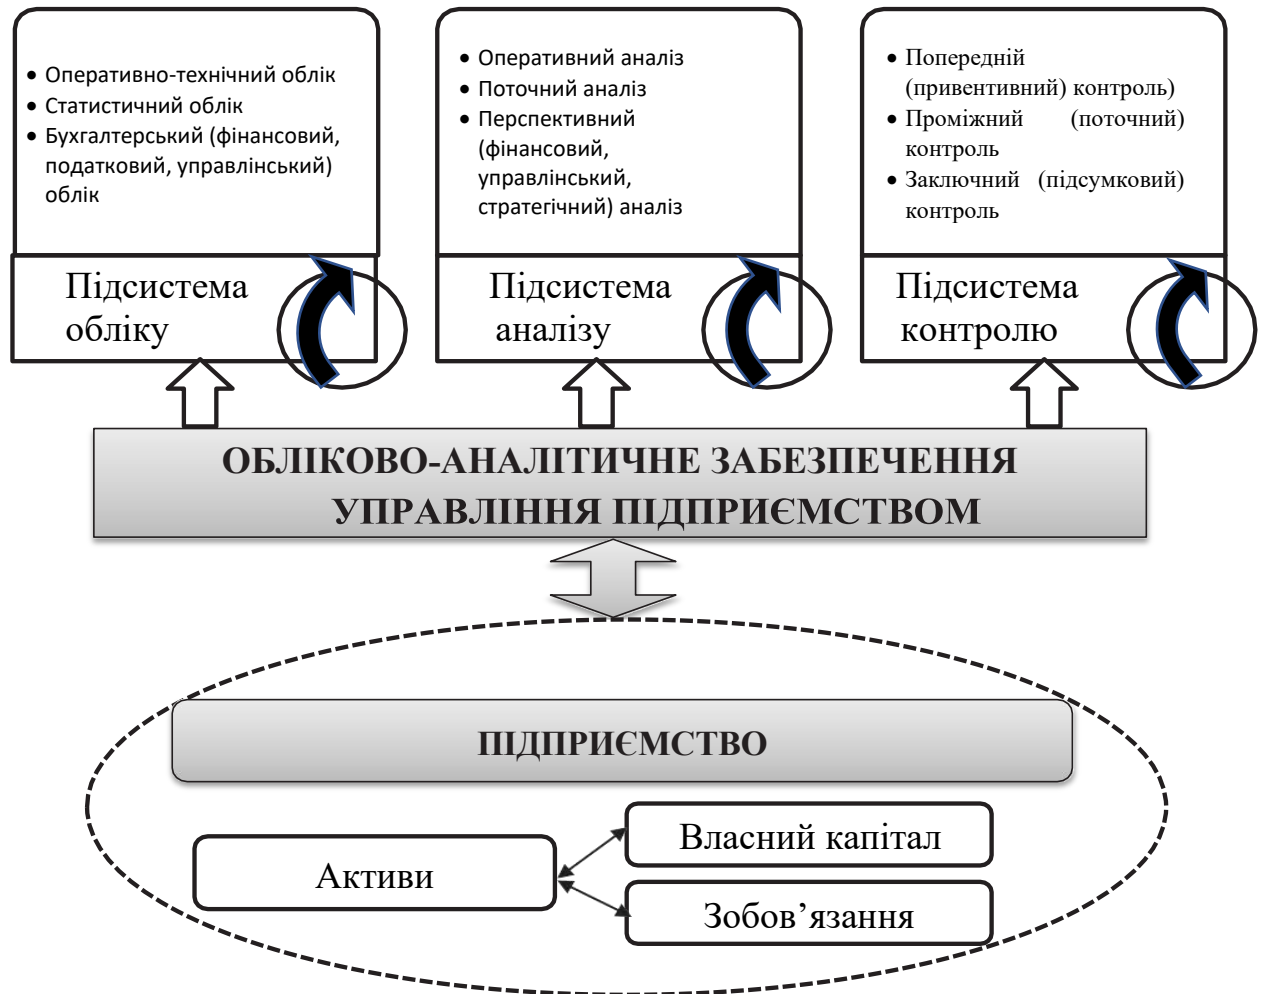 • Оперативно-технічний облік
• Статистичний облік
• Бухгалтерський (фінансовий,
податковий, управлінський)
облік
Підсистема
обліку
• Оперативний аналіз
• Поточний аналіз
• Перспективний
(фінансовий,
управлінський,
стратегічний) аналіз
Підсистема
аналізу
• Попередній
(привентивний) контроль)
• Проміжний (поточний)
контроль
• Заключний (підсумковий)
контроль
Підсистема
контролю
ОБЛІКОВО-АНАЛІТИЧНЕ ЗАБЕЗПЕЧЕННЯ
УПРАВЛІННЯ ПІДПРИЄМСТВОМ
ПІДПРИЄМСТВО
Активи
Власний капітал
Зобов’язання